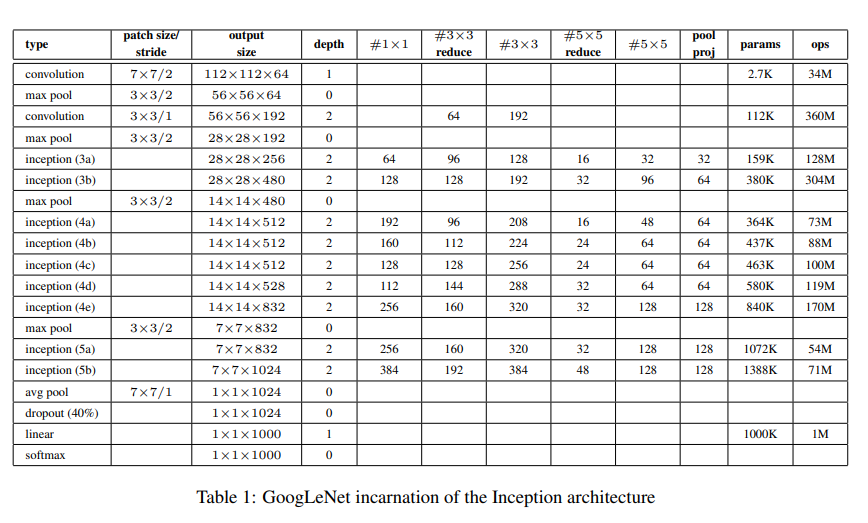 type patch size/ stride output size depth #1×1 #3×3 reduce #3×3 #5×5 reduce #5×5 pool proj params ops
convolution 7×7/2 112×112×64 1 2.7K 34M
max pool 3×3/2 56×56×64 0
convolution 3×3/1 56×56×192 2 64 192 112K 360M
max pool 3×3/2 28×28×192 0
inception (3a) 28×28×256 2 64 96 128 16 32 32 159K 128M
inception (3b) 28×28×480 2 128 128 192 32 96 64 380K 304M
max pool 3×3/2 14×14×480 0
inception (4a) 14×14×512 2 192 96 208 16 48 64 364K 73M
inception (4b) 14×14×512 2 160 112 224 24 64 64 437K 88M
inception (4c) 14×14×512 2 128 128 256 24 64 64 463K 100M
inception (4d) 14×14×528 2 112 144 288 32 64 64 580K 119M
inception (4e) 14×14×832 2 256 160 320 32 128 128 840K 170M
max pool 3×3/2 7×7×832 0
inception (5a) 7×7×832 2 256 160 320 32 128 128 1072K 54M
inception (5b) 7×7×1024 2 384 192 384 48 128 128 1388K 71M
avg pool 7×7/1 1×1×1024 0
dropout (40%) 1×1×1024 0
linear 1×1×1000 1 1000K 1M
softmax 1×1×1000 0
Table 1: GoogLeNet incarnation of the Inception architecture